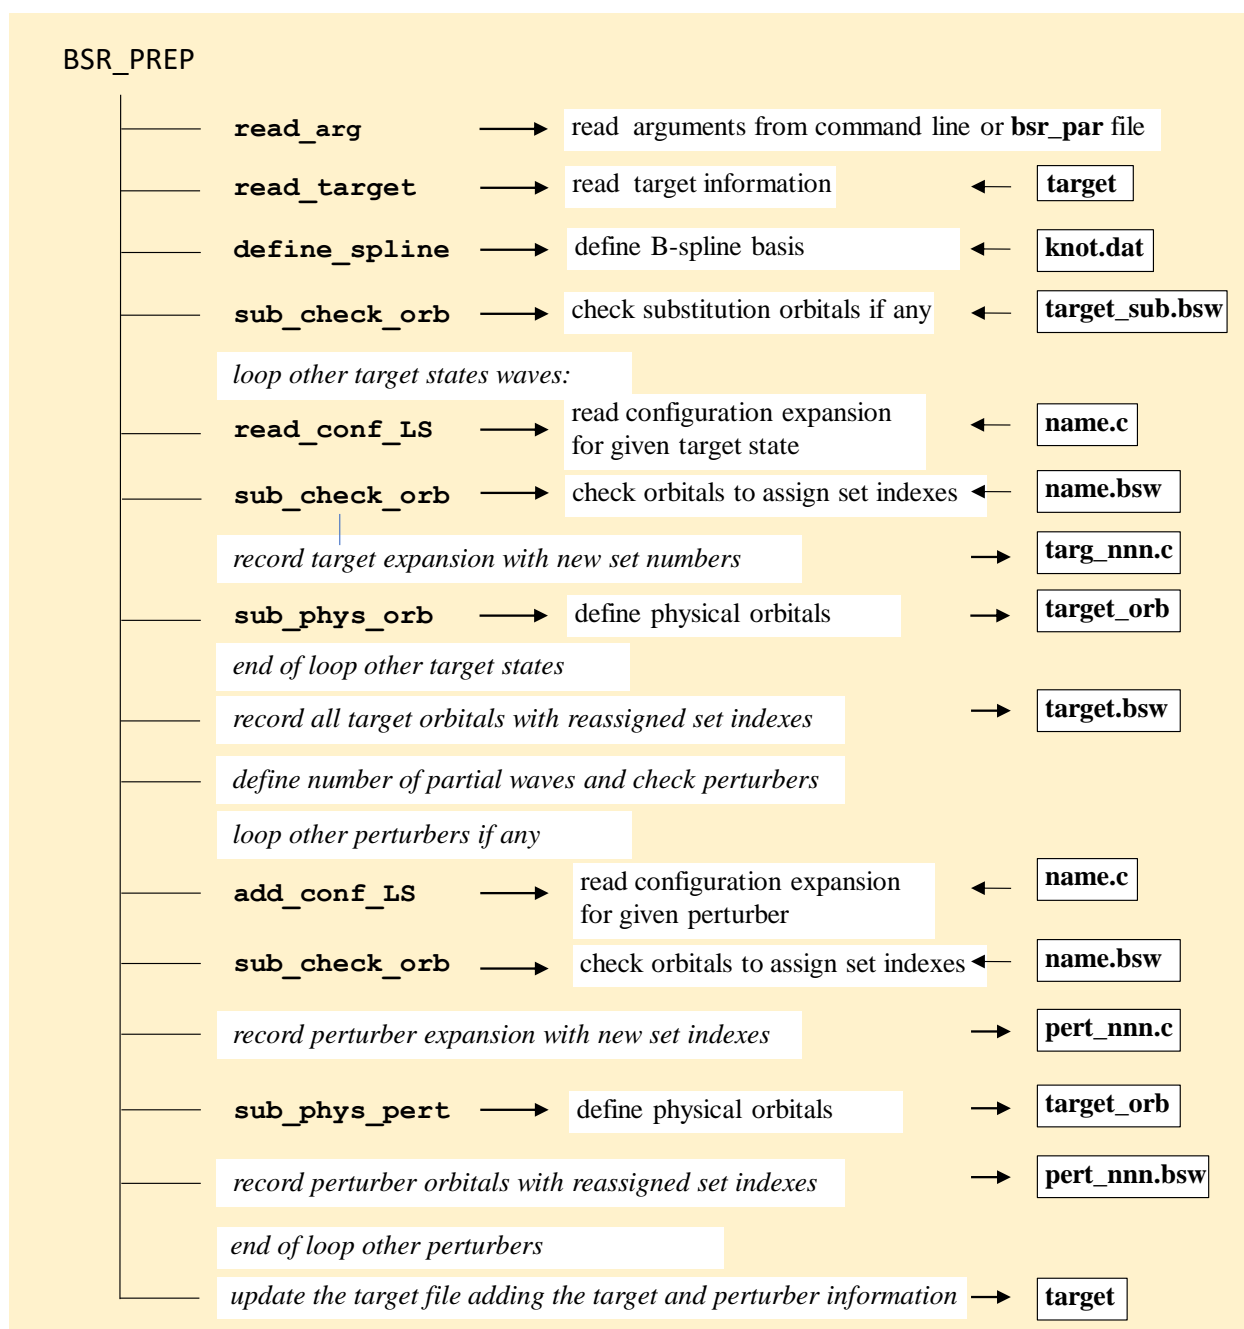 BSR_PREP
read_arg read arguments from command line or bsr_par file
read_target read target information target
define_spline define B-spline basis knot.dat
sub_check_orb check substitution orbitals if any target_sub.bsw
loop other target states waves:
read_conf_LS read configuration expansion name.c
for given target state
sub_check_orb check orbitals to assign set indexes name.bsw
record target expansion with new set numbers targ_nnn.c
sub_phys_orb define physical orbitals target_orb
end of loop other target states
record all target orbitals with reassigned set indexes target.bsw
define number of partial waves and check perturbers
loop other perturbers if any
add_conf_LS read configuration expansion name.c
for given perturber
sub_check_orb check orbitals to assign set indexes name.bsw
record perturber expansion with new set indexes pert_nnn.c
sub_phys_pert define physical orbitals target_orb
record perturber orbitals with reassigned set indexes pert_nnn.bsw
end of loop other perturbers
update the target file adding the target and perturber information target